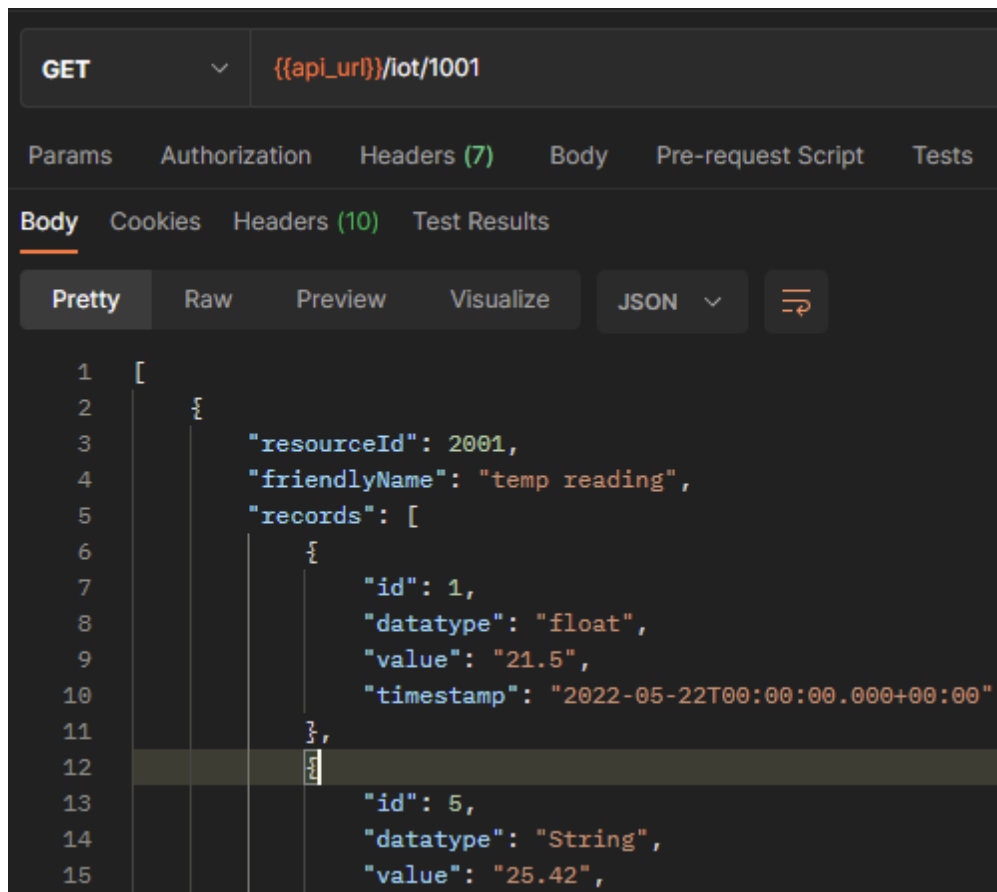 GET {{api_url}}/iot/1001
Params Authorization Headers (7) Body Pre-request Script Tests
Body Cookies Headers (10) Test Results
Pretty Raw Preview Visualize JSON
1 [
2 {
3 "resourceId": 2001,
4 "friendlyName": "temp reading",
5 "records": [
6 {
7 "id": 1,
8 "datatype": "float",
9 "value": "21.5",
10 "timestamp": "2022-05-22T00:00:00.000+00:00"
11 },
12 {
13 "id": 5,
14 "datatype": "String",
15 "value": "25.42",